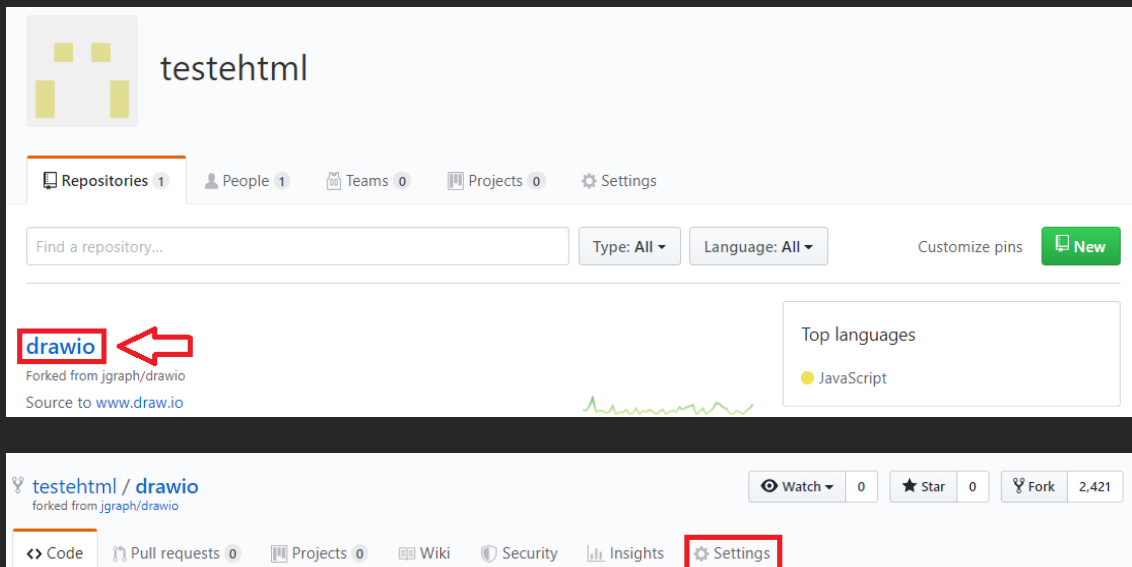 testehtml
Repositories 1 People 1 Teams 0 Projects 0 Settings
Find a repository... Type: All Language: All Customize pins New
drawio
Forked from jgraph/drawio
Source to www.draw.io
Top languages
JavaScript
testehtml / drawio
forked from jgraph/drawio
Watch 0 Star 0 Fork 2,421
<> Code Pull requests 0 Projects 0 Wiki Security Insights Settings